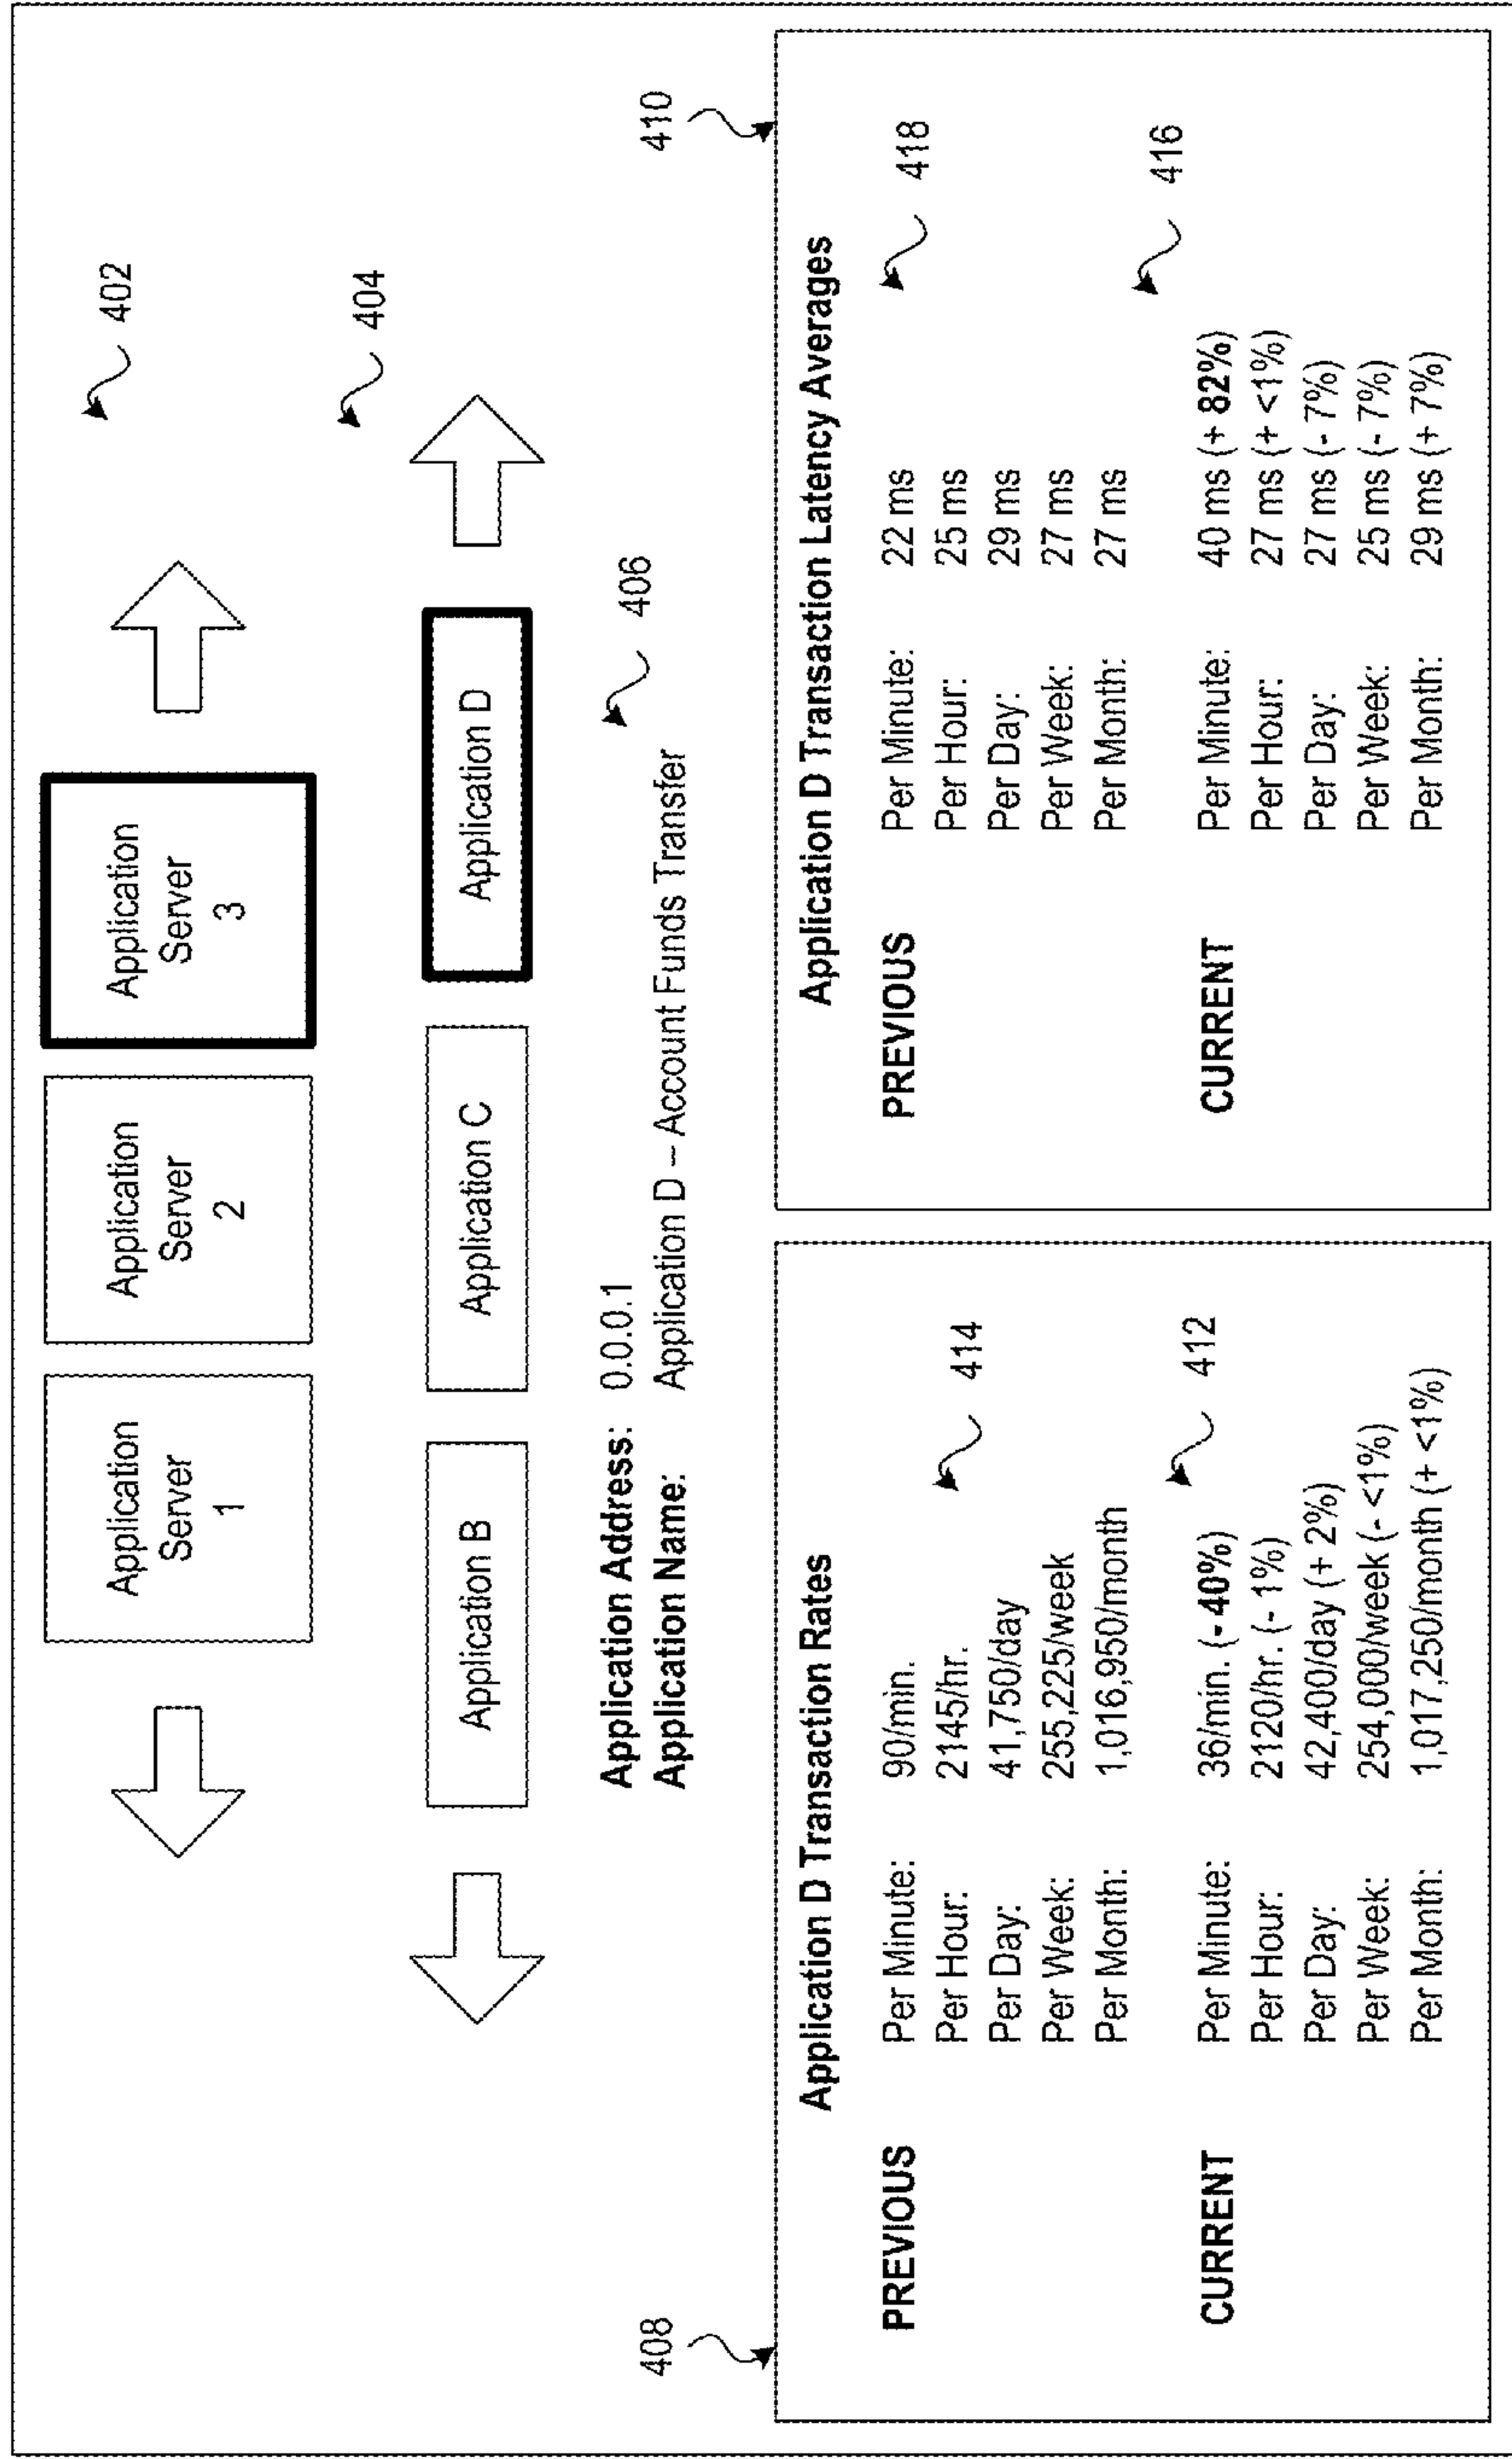 402
Application
Server
1
Application
Server
2
Application
Server
3
404
Application B
Application C
Application D
406
Application Address: 0.0.0.1
Application Name: Application D – Account Funds Transfer
408
Application D Transaction Rates
PREVIOUS Per Minute: 90/min.
Per Hour: 2145/hr.
414
Per Day: 41,750/day
Per Week: 255,225/week
Per Month: 1,016,950/month
412
CURRENT Per Minute: 36/min. (- 40%)
Per Hour: 2120/hr. (- 1%)
Per Day: 42,400/day (+ 2%)
Per Week: 254,000/week (- <1%)
Per Month: 1,017,250/month (+ <1%)
410
Application D Transaction Latency Averages
418
PREVIOUS Per Minute: 22 ms
Per Hour: 25 ms
Per Day: 29 ms
Per Week: 27 ms
Per Month: 27 ms
416
CURRENT Per Minute: 40 ms (+ 82%)
Per Hour: 27 ms (+ <1%)
Per Day: 27 ms (- 7%)
Per Week: 25 ms (- 7%)
Per Month: 29 ms (+ 7%)